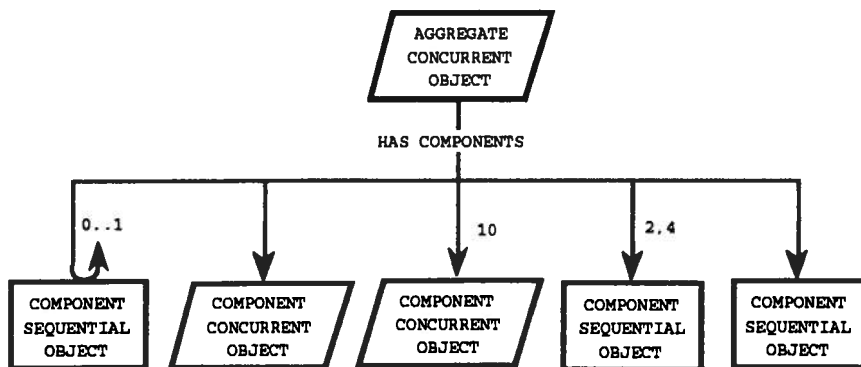 AGGREGATE
CONCURRENT
OBJECT
HAS COMPONENTS
0..1
10
2,4
COMPONENT
SEQUENTIAL
OBJECT
COMPONENT
CONCURRENT
OBJECT
COMPONENT
CONCURRENT
OBJECT
COMPONENT
SEQUENTIAL
OBJECT
COMPONENT
SEQUENTIAL
OBJECT